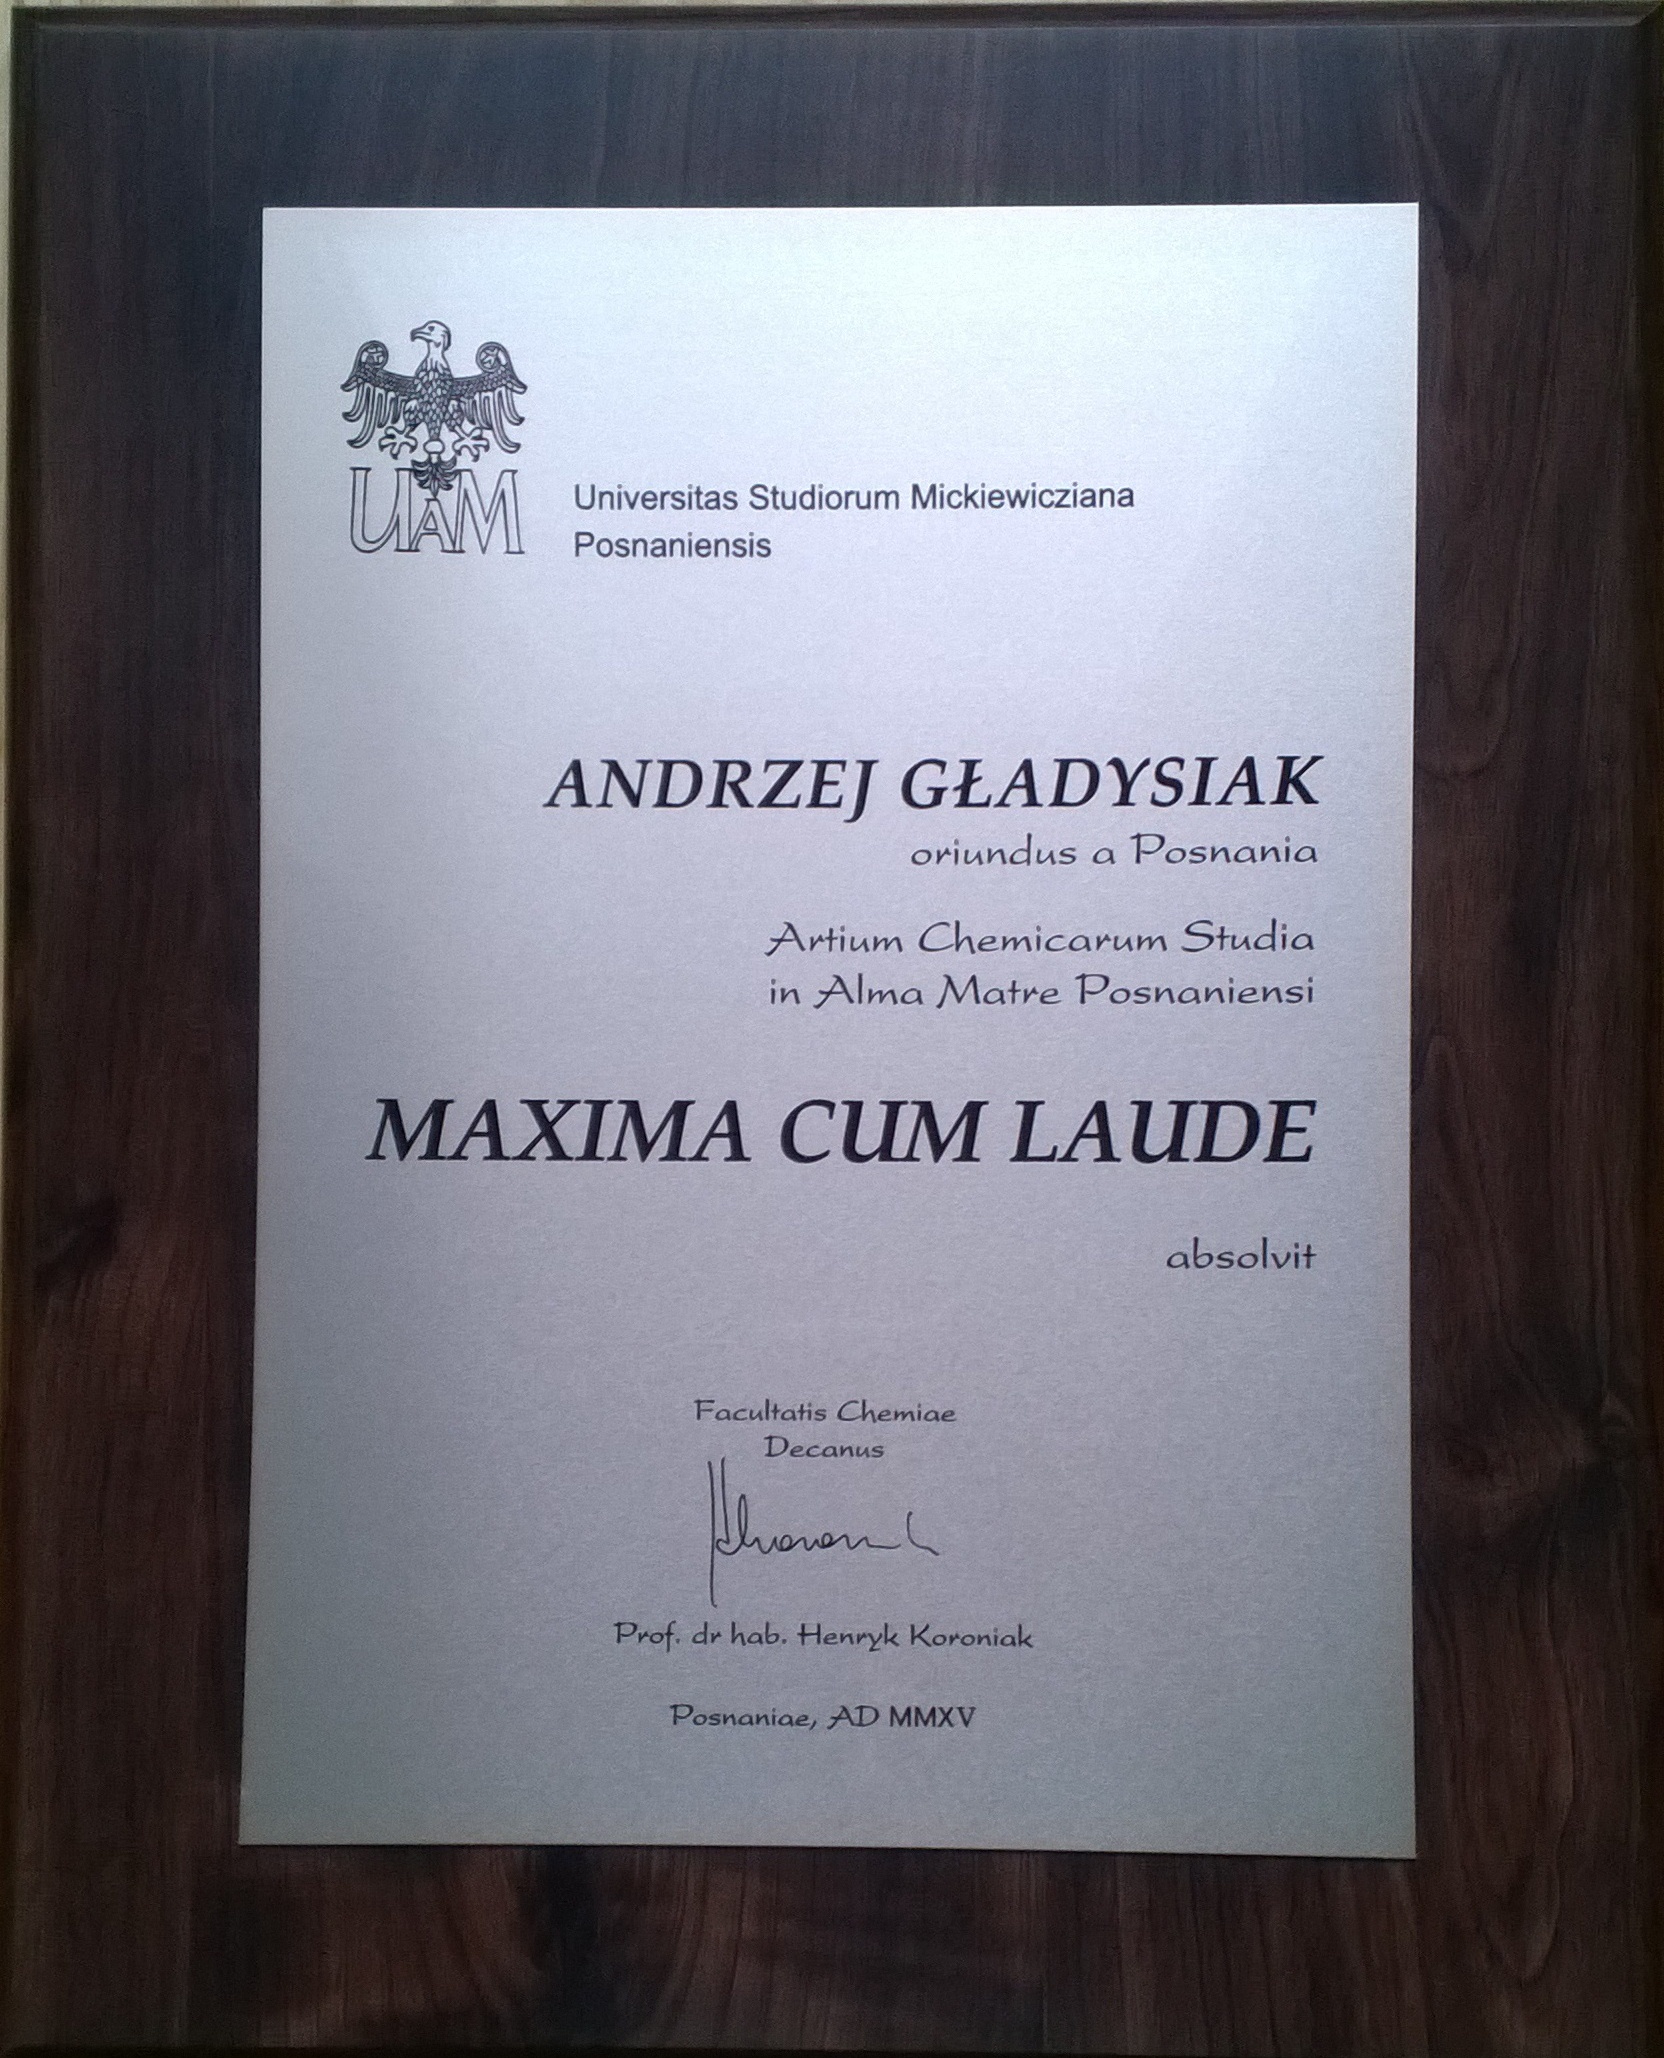 UAM
Universitas Studiorum Mickiewicziana
Posnaniensis
ANDRZEJ GŁADYSIAK
oriundus a Posnania
Artium Chemicarum Studia
in Alma Matre Posnaniensi
MAXIMA CUM LAUDE
absolvit
Facultatis Chemiae
Decanus
Prof. dr hab. Henryk Koroniak
Posnaniae, AD MMXV